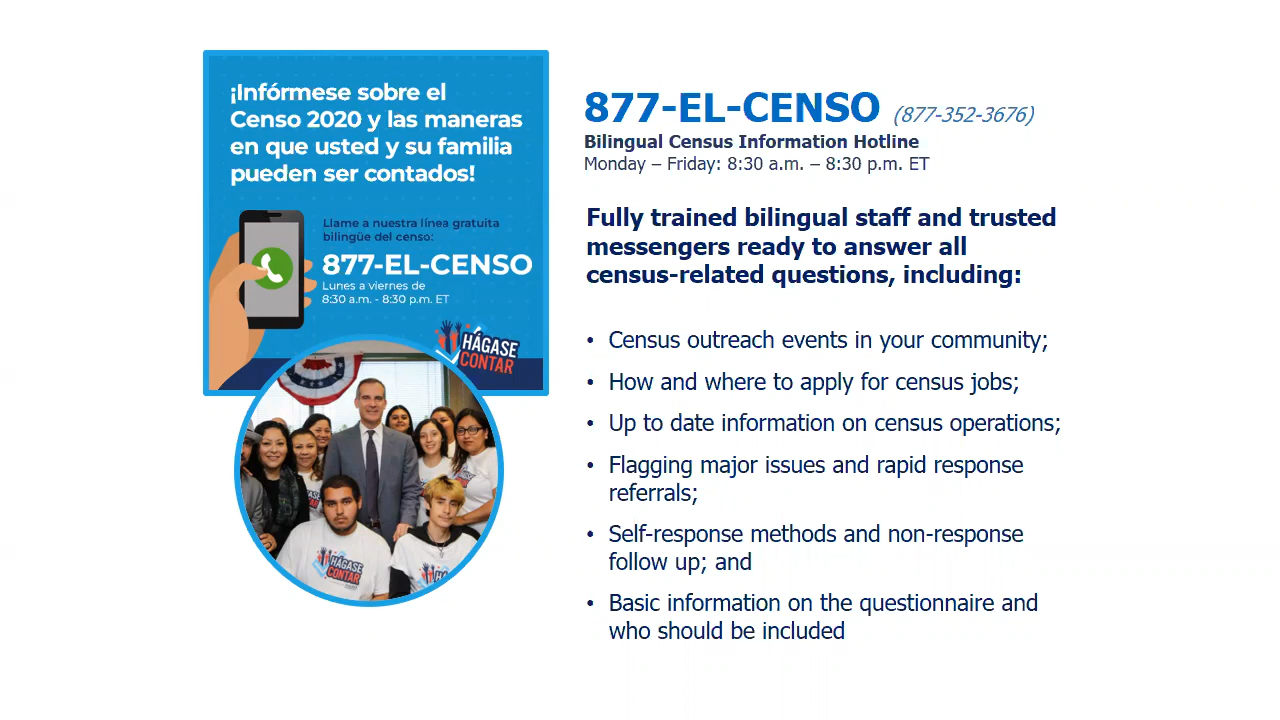 ¡Infórmese sobre el
Censo 2020 y las maneras
en que usted y su familia
pueden ser contados!
Llame a nuestra línea gratuita
bilingüe del censo:
877-EL-CENSO
Lunes a viernes de
8:30 a.m. - 8:30 p.m. ET
HÁGASE
CONTAR
HÁGASE
CONTAR
877-EL-CENSO (877-352-3676)
Bilingual Census Information Hotline
Monday – Friday: 8:30 a.m. – 8:30 p.m. ET
Fully trained bilingual staff and trusted
messengers ready to answer all
census-related questions, including:
• Census outreach events in your community;
• How and where to apply for census jobs;
• Up to date information on census operations;
• Flagging major issues and rapid response
referrals;
• Self-response methods and non-response
follow up; and
• Basic information on the questionnaire and
who should be included